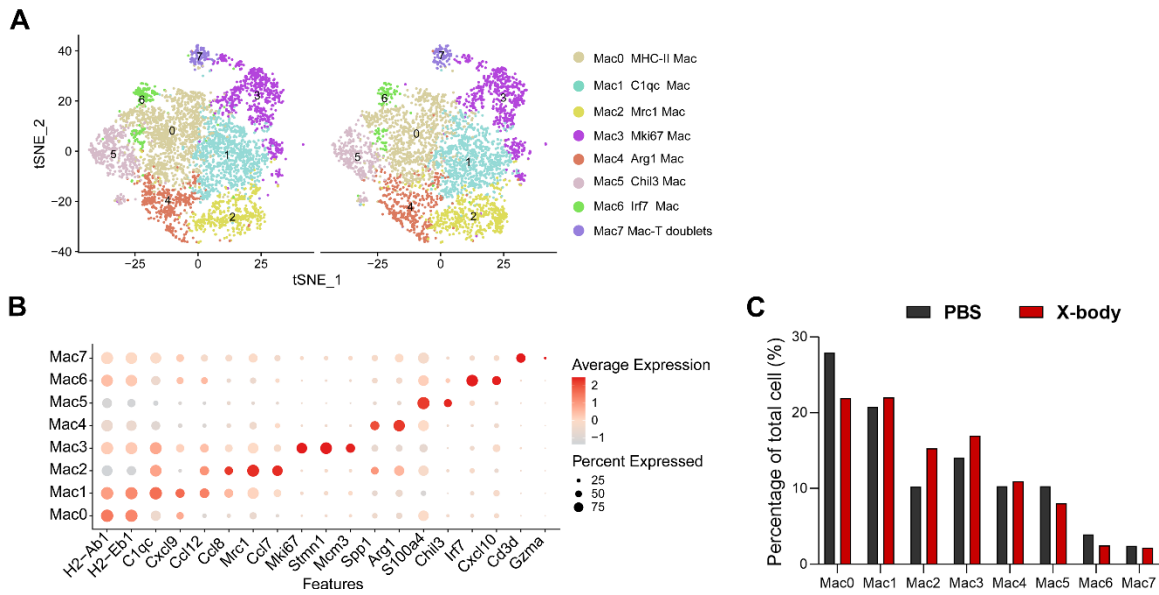 A
40
20
0
−20
−40
tSNE_2
7
6
3
0
5
1
4
2
7
6
3
0
5
1
4
2
−25
0
25
−25
0
25
tSNE_1
Mac0 MHC-II Mac
Mac1 C1qc Mac
Mac2 Mrc1 Mac
Mac3 Mki67 Mac
Mac4 Arg1 Mac
Mac5 Chil3 Mac
Mac6 Irf7 Mac
Mac7 Mac-T doublets
B
Mac7
Mac6
Mac5
Mac4
Mac3
Mac2
Mac1
Mac0
H2−Ab1
H2−Eb1
C1qc
Cxcl9
Ccl12
Ccl8
Mrc1
Ccl7
Mki67
Stmn1
Mcm3
Spp1
Arg1
S100a4
Chil3
Irf7
Cxcl10
Cd3d
Gzma
Features
Average Expression
2
1
0
−1
Percent Expressed
25
50
75
C
PBS
X-body
Percentage of total cell (%)
30
20
10
0
Mac0 Mac1 Mac2 Mac3 Mac4 Mac5 Mac6 Mac7